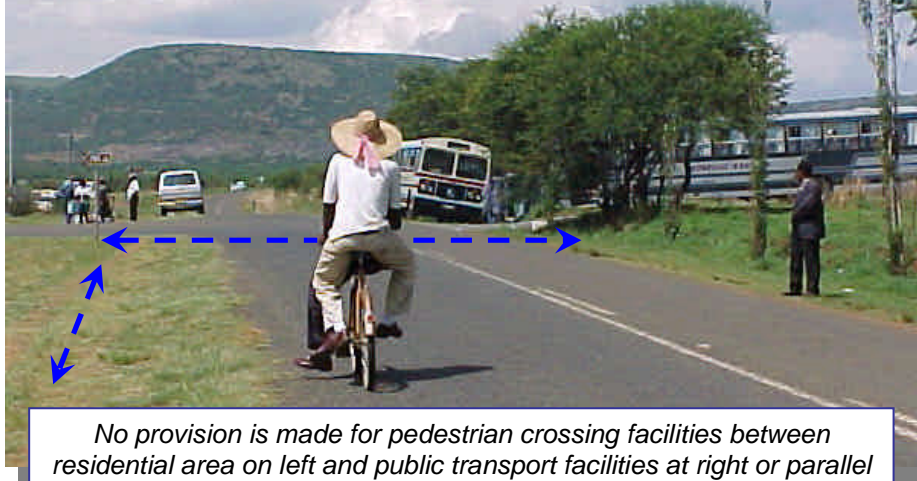 No provision is made for pedestrian crossing facilities between
residential area on left and public transport facilities at right or parallel